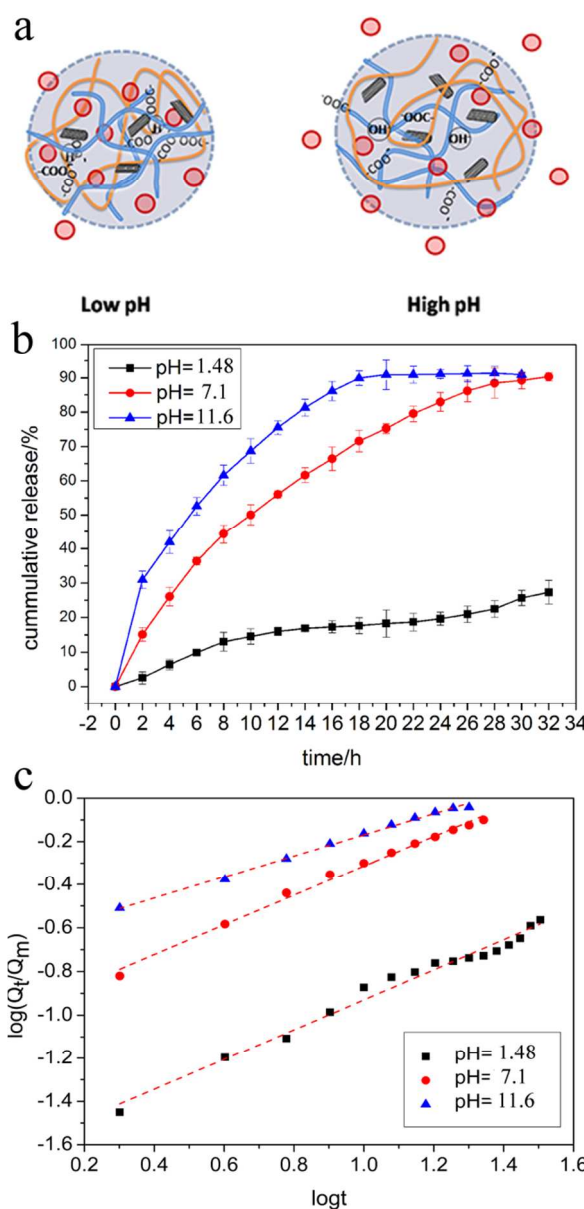 a
-COO-
-OOC-
H
COO-
OOC-
-COO-
-COO-
-COO-
-OOC-
-OOC-
OH-
OH-
-COO-
-COO-
Low pH
High pH
b
100
90
80
70
60
50
40
30
20
10
0
cummulative release/%
pH= 1.48
pH= 7.1
pH= 11.6
-2 0 2 4 6 8 10 12 14 16 18 20 22 24 26 28 30 32 34
time/h
c
0.0
-0.2
-0.4
-0.6
-0.8
-1.0
-1.2
-1.4
-1.6
log(Qt/Qm)
pH= 1.48
pH= 7.1
pH= 11.6
0.2 0.4 0.6 0.8 1.0 1.2 1.4 1.6
logt